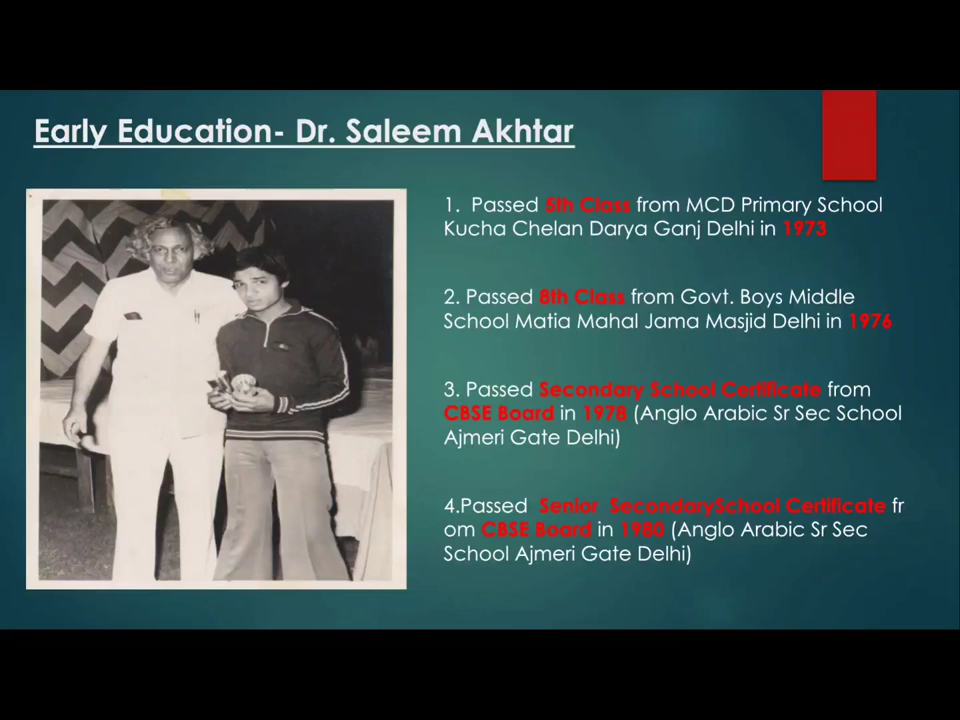 Early Education- Dr. Saleem Akhtar
1. Passed 5th Class from MCD Primary School
Kucha Chelan Darya Ganj Delhi in 1973
2. Passed 8th Class from Govt. Boys Middle
School Matia Mahal Jama Masjid Delhi in 1976
3. Passed Secondary School Certificate from
CBSE Board in 1978 (Anglo Arabic Sr Sec School
Ajmeri Gate Delhi)
4.Passed Senior SecondarySchool Certificate fr
om CBSE Board in 1980 (Anglo Arabic Sr Sec
School Ajmeri Gate Delhi)